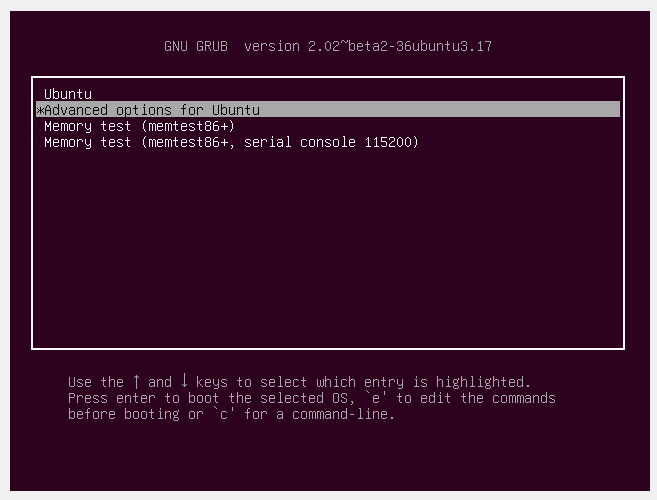 GNU GRUB  version 2.02~beta2-36ubuntu3.17
Ubuntu
*Advanced options for Ubuntu
Memory test (memtest86+)
Memory test (memtest86+, serial console 115200)
Use the ↑ and ↓ keys to select which entry is highlighted.
Press enter to boot the selected OS, `e' to edit the commands
before booting or `c' for a command-line.